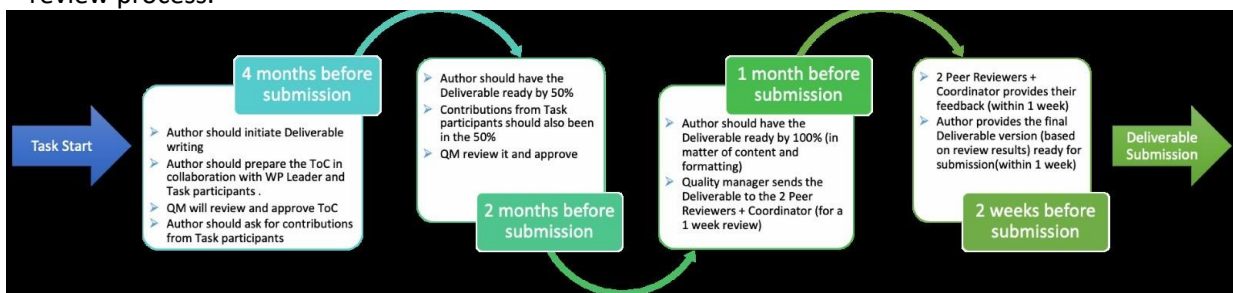 review process.
Task Start
4 months before
submission
➢ Author should initiate Deliverable
writing
➢ Author should prepare the ToC in
collaboration with WP Leader and
Task participants .
➢ QM will review and approve ToC
➢ Author should ask for contributions
from Task participants
➢ Author should have the
Deliverable ready by 50%
➢ Contributions from Task
participants should also been
in the 50%
➢ QM review it and approve
2 months before
submission
1 month before
submission
➢ Author should have the
Deliverable ready by 100% (in
matter of content and
formatting)
➢ Quality manager sends the
Deliverable to the 2 Peer
Reviewers + Coordinator (for a
1 week review)
➢ 2 Peer Reviewers +
Coordinator provides their
feedback (within 1 week)
➢ Author provides the final
Deliverable version (based
on review results) ready for
submission(within 1 week)
2 weeks before
submission
Deliverable
Submission